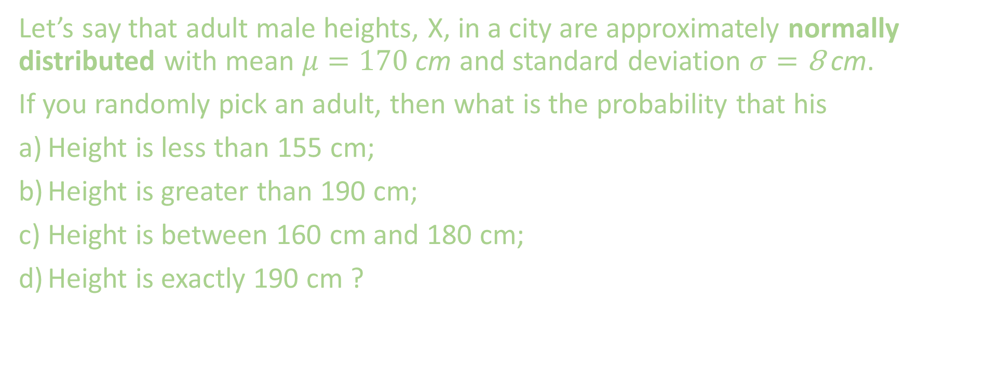 Let’s say that adult male heights, X, in a city are approximately normally
distributed with mean μ = 170 cm and standard deviation σ = 8 cm.
If you randomly pick an adult, then what is the probability that his
a) Height is less than 155 cm;
b) Height is greater than 190 cm;
c) Height is between 160 cm and 180 cm;
d) Height is exactly 190 cm ?